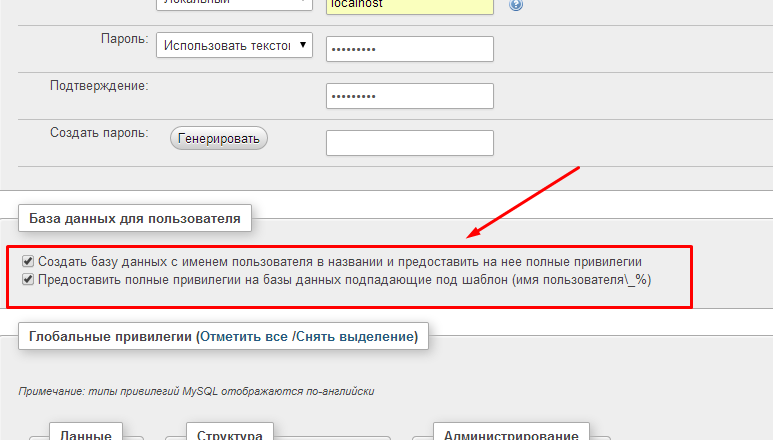 Локальный localhost
Пароль: Использовать текстон •••••••••
Подтверждение: •••••••••
Создать пароль: Генерировать
База данных для пользователя
Создать базу данных с именем пользователя в названии и предоставить на нее полные привилегии
Предоставить полные привилегии на базы данных подпадающие под шаблон (имя пользователя\_%)
Глобальные привилегии (Отметить все /Снять выделение)
Примечание: типы привилегий MySQL отображаются по-английски
Данные Структура Администрирование